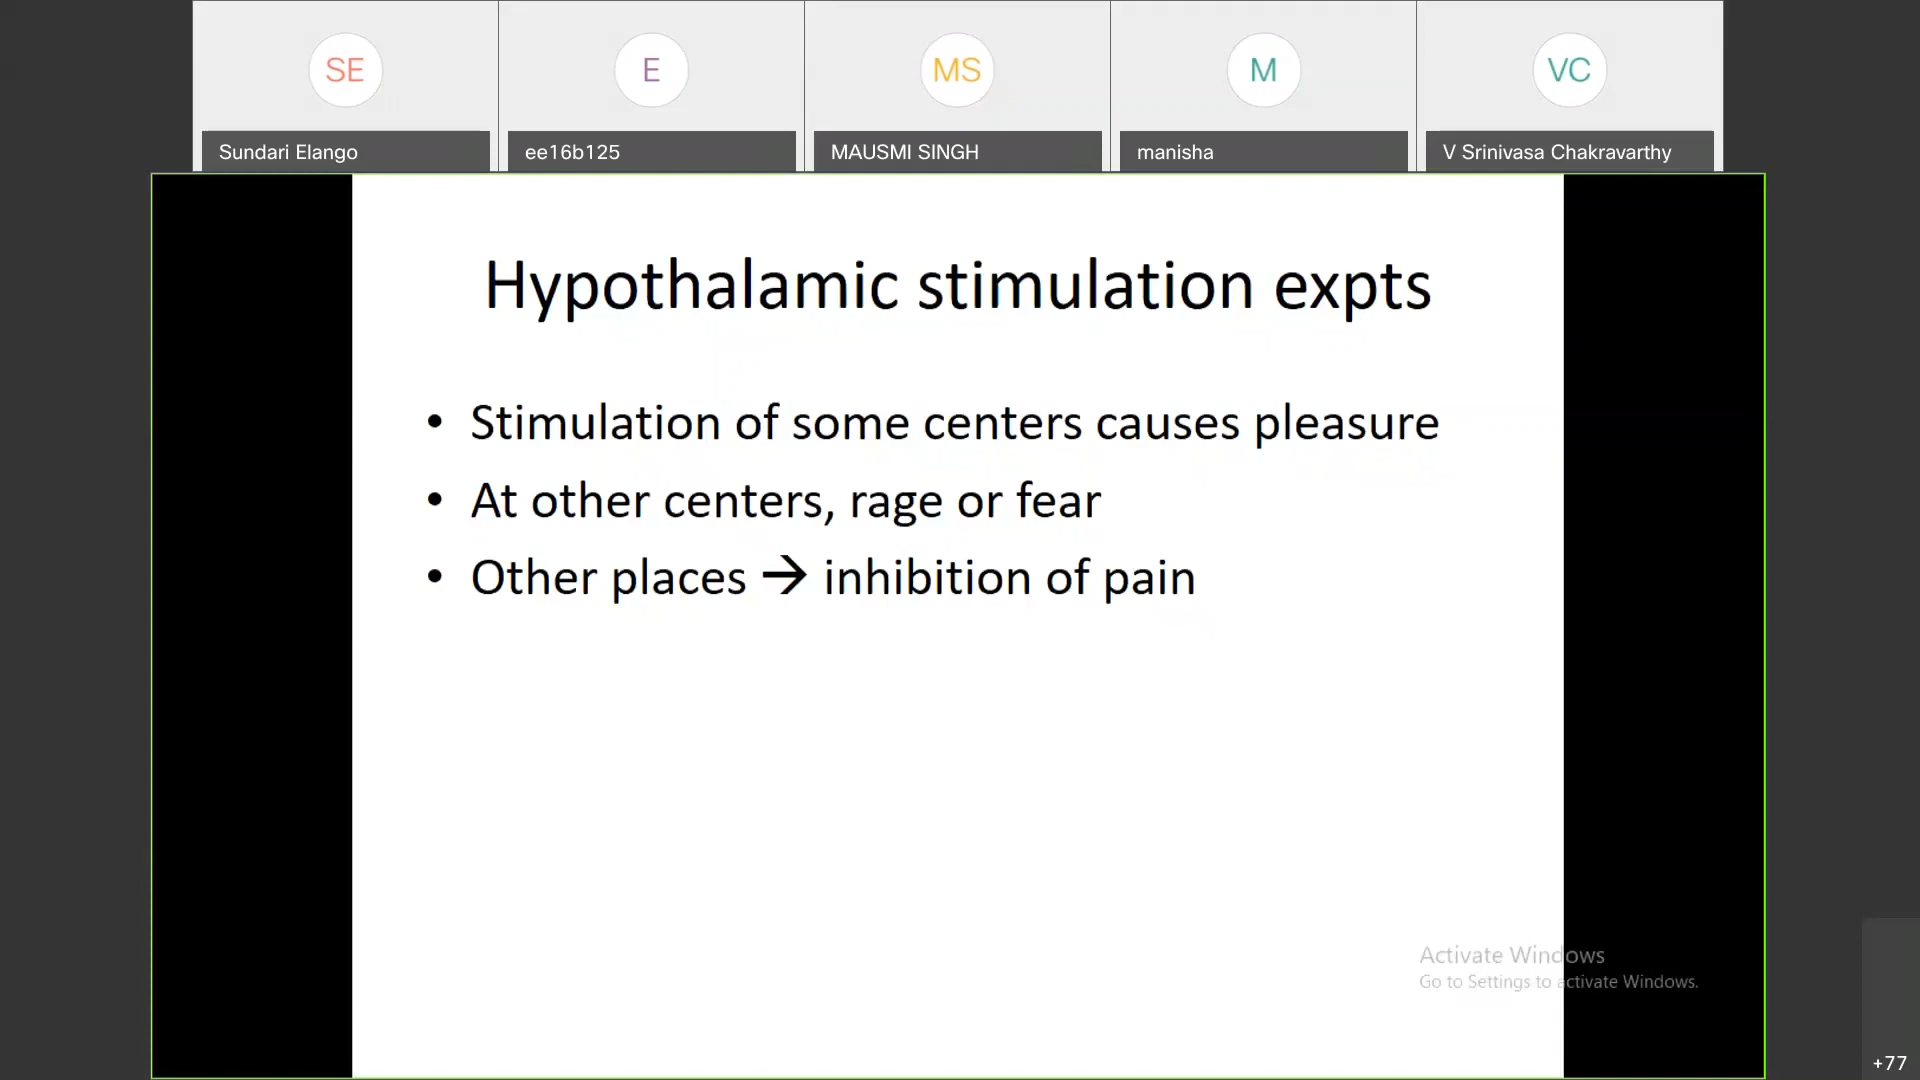 SE
E
MS
M
VC
Sundari Elango
ee16b125
MAUSMI SINGH
manisha
V Srinivasa Chakravarthy
Hypothalamic stimulation expts
• Stimulation of some centers causes pleasure
• At other centers, rage or fear
• Other places → inhibition of pain
Activate Windows
Go to Settings to activate Windows.
+77